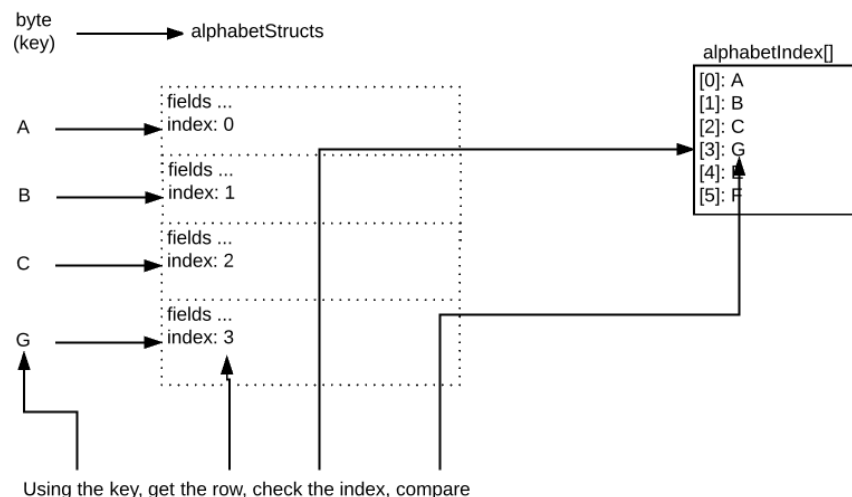 byte
(key)
alphabetStructs
alphabetIndex[]
[0]: A
[1]: B
[2]: C
[3]: G
[4]: E
[5]: F
A
fields ...
index: 0
B
fields ...
index: 1
C
fields ...
index: 2
G
fields ...
index: 3
Using the key, get the row, check the index, compare